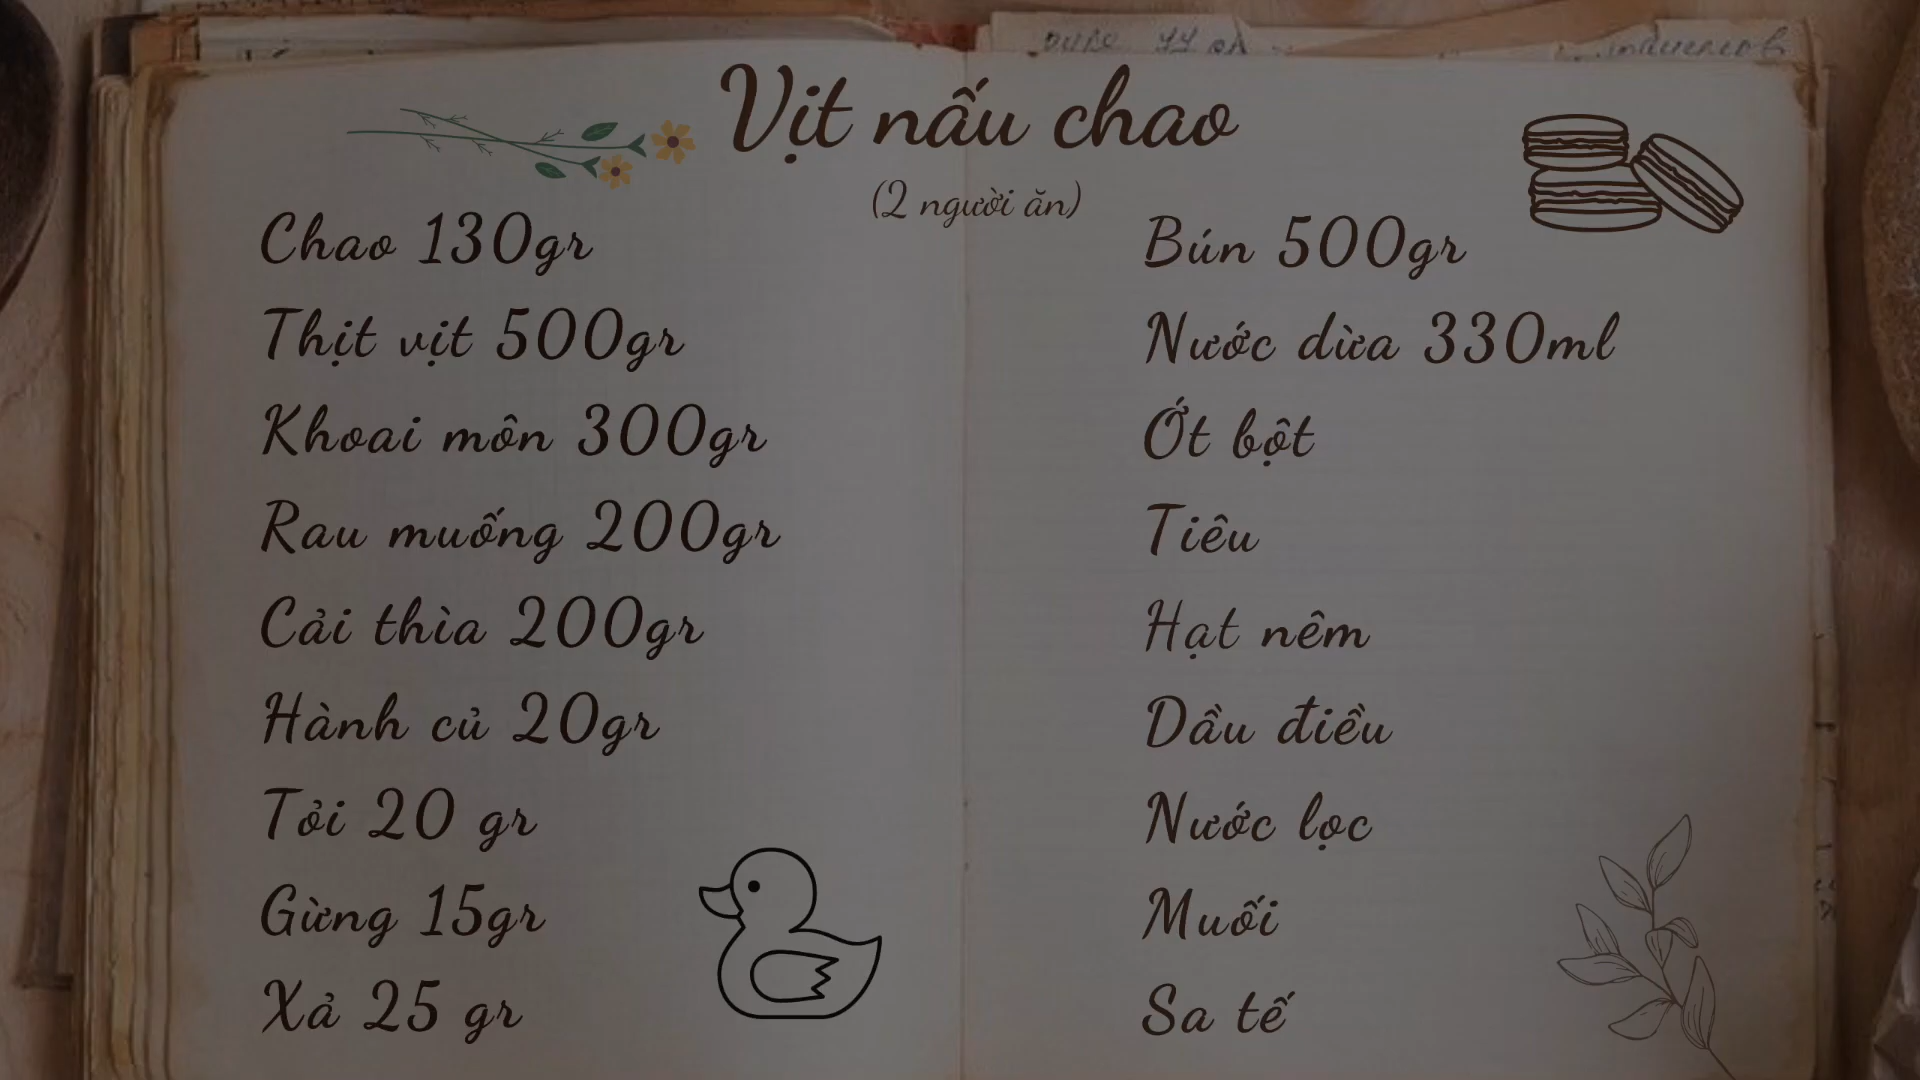 Vịt nấu chao
(2 người ăn)
Chao 130gr
Thịt vịt 500gr
Khoai môn 300gr
Rau muống 200gr
Cải thìa 200gr
Hành củ 20gr
Tỏi 20 gr
Gừng 15gr
Xả 25 gr
Bún 500gr
Nước dừa 330ml
Ớt bột
Tiêu
Hạt nêm
Dầu điều
Nước lọc
Muối
Sa tế